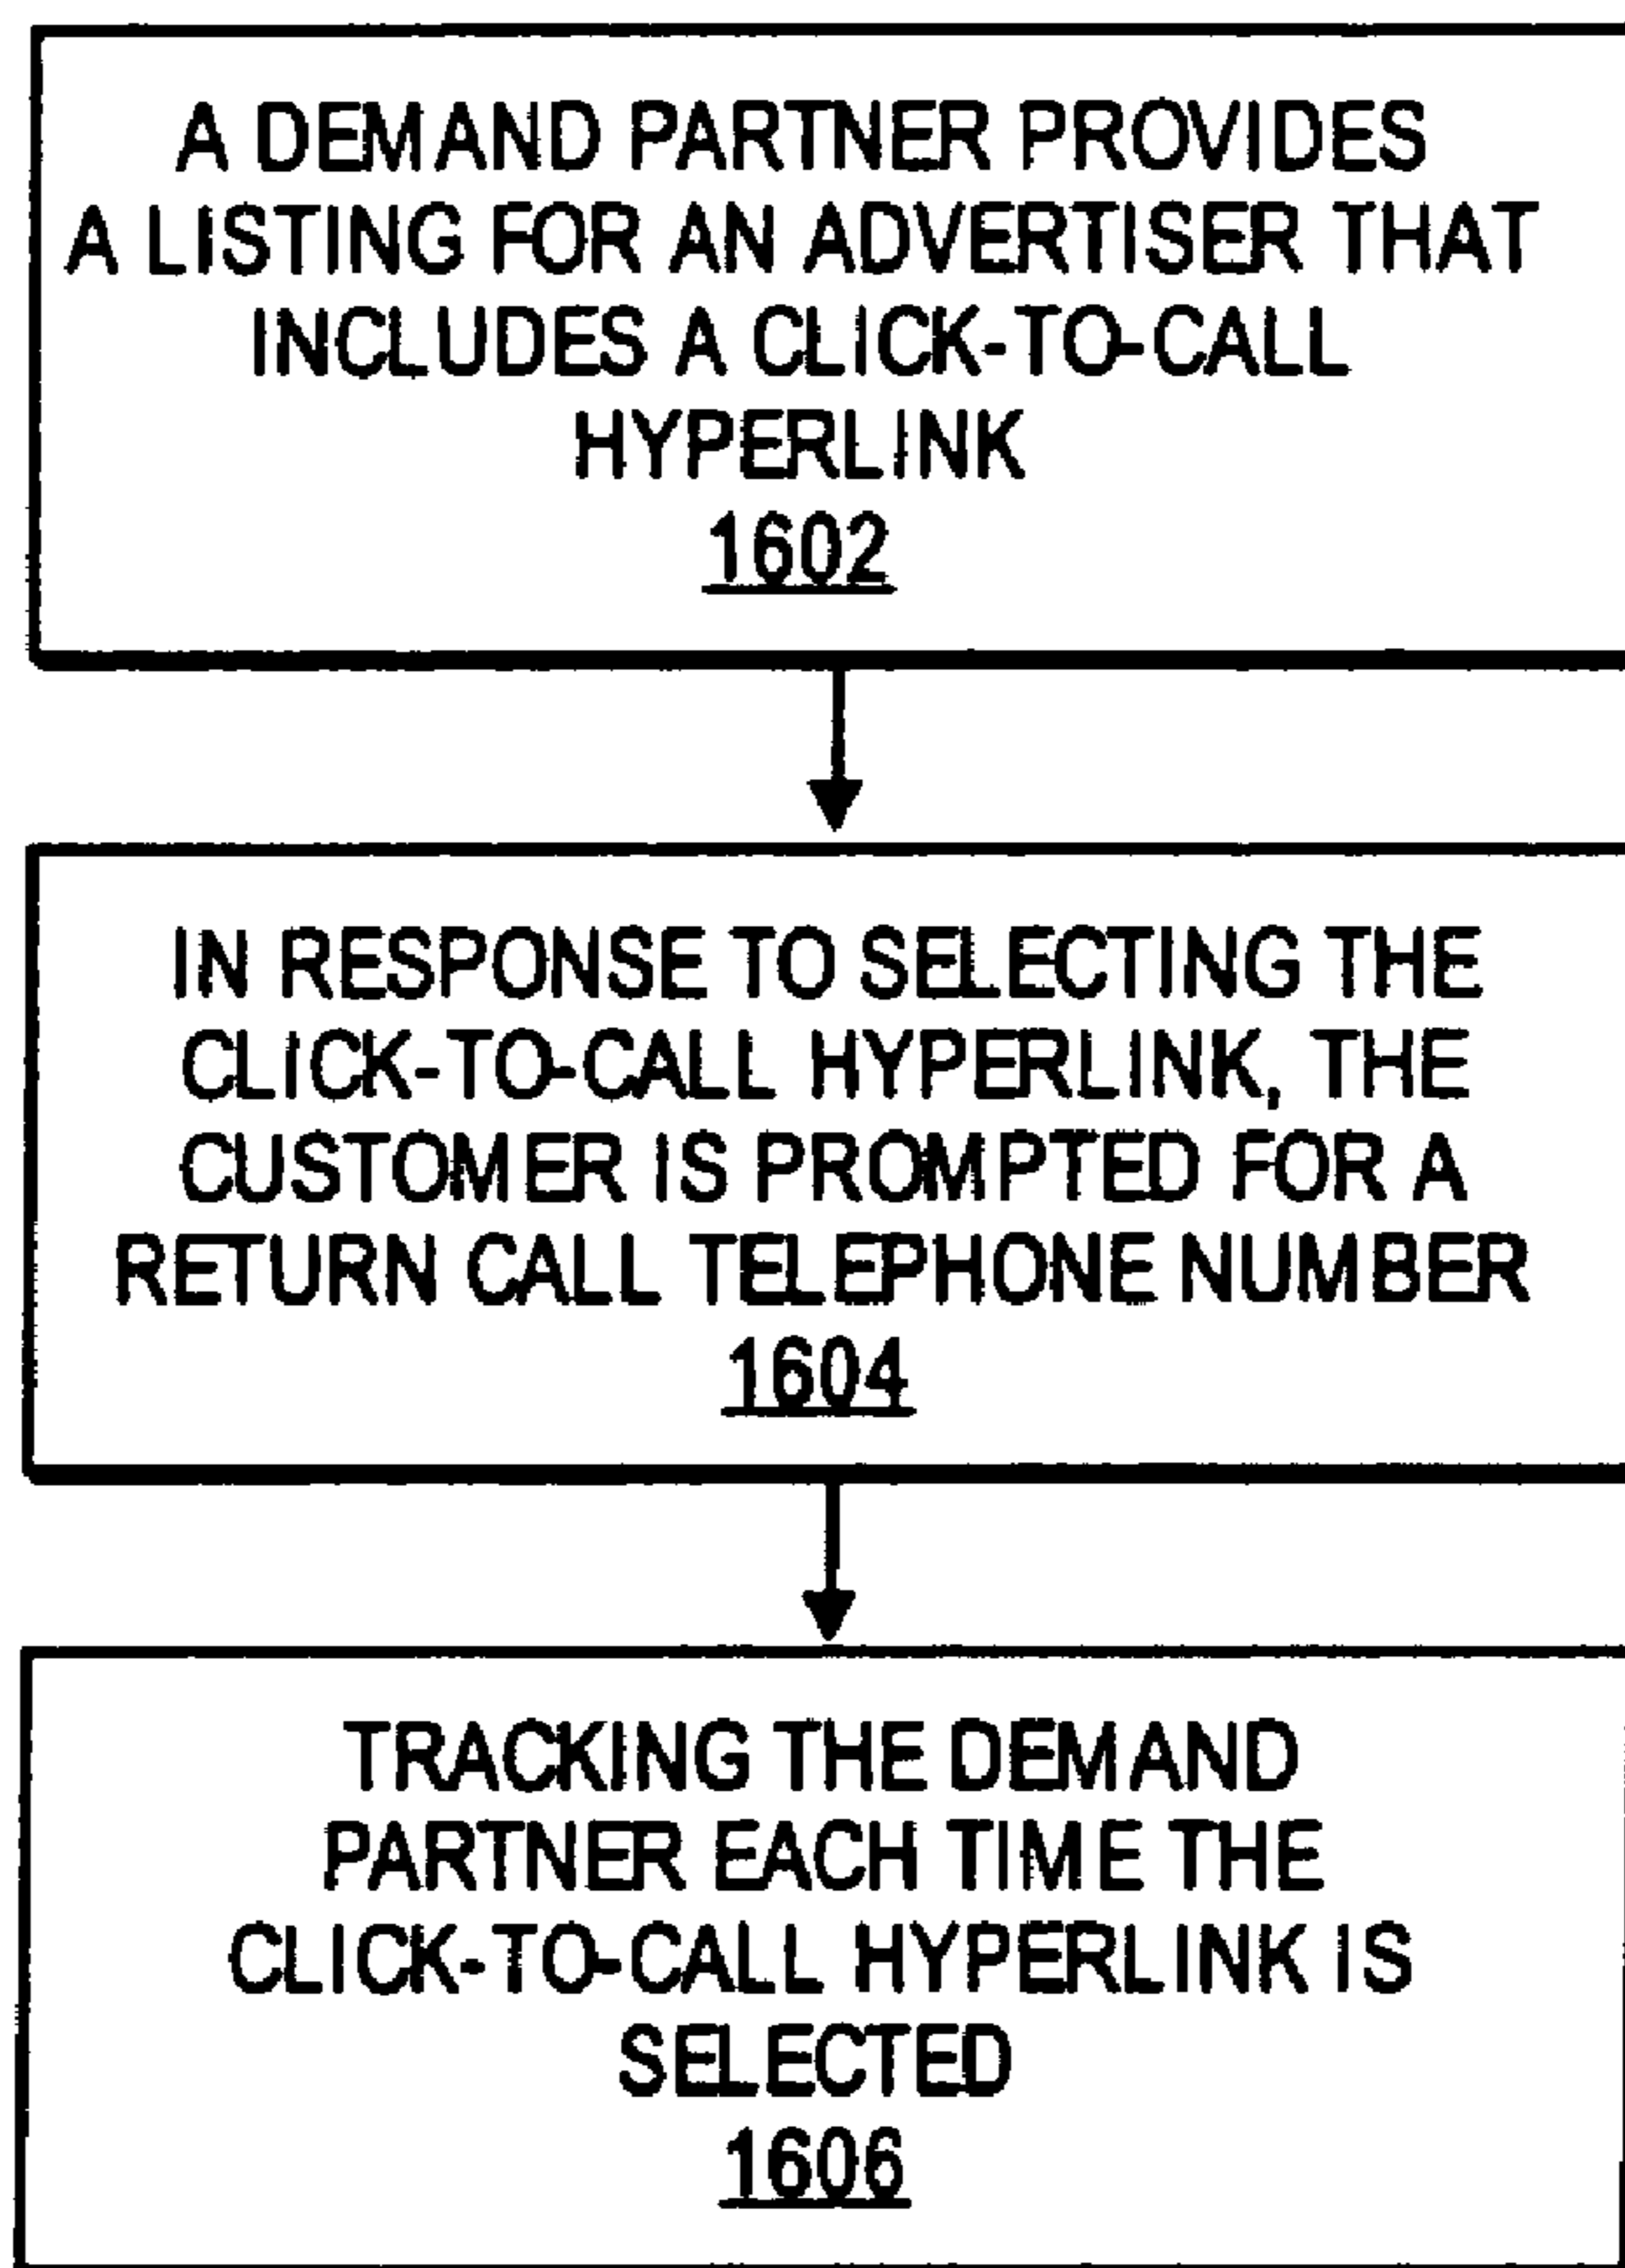 A DEMAND PARTNER PROVIDES
A LISTING FOR AN ADVERTISER THAT
INCLUDES A CLICK-TO-CALL
HYPERLINK
1602
IN RESPONSE TO SELECTING THE
CLICK-TO-CALL HYPERLINK, THE
CUSTOMER IS PROMPTED FOR A
RETURN CALL TELEPHONE NUMBER
1604
TRACKING THE DEMAND
PARTNER EACH TIME THE
CLICK-TO-CALL HYPERLINK IS
SELECTED
1606